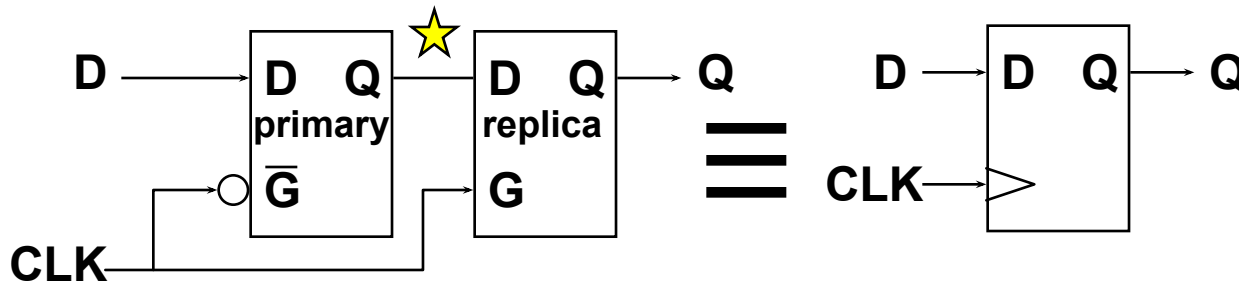 D
D Q
primary
G̅
CLK
D Q
replica
G
Q
D
D Q
Q
CLK